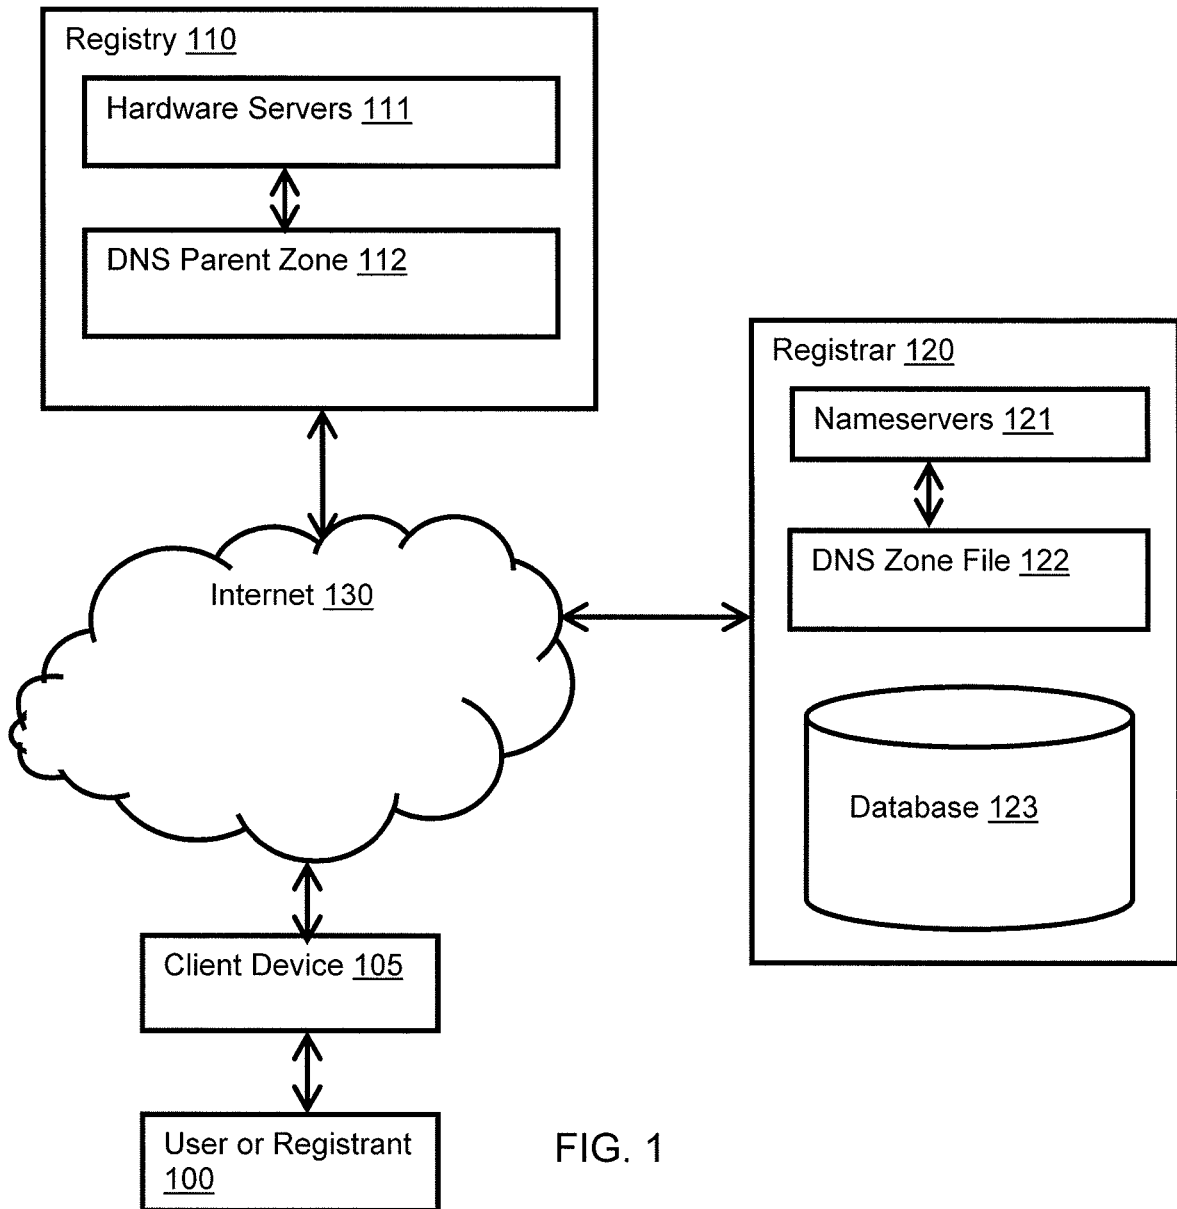 Registry 110
Hardware Servers 111
DNS Parent Zone 112
Registrar 120
Nameservers 121
DNS Zone File 122
Database 123
Internet 130
Client Device 105
User or Registrant
100
FIG. 1